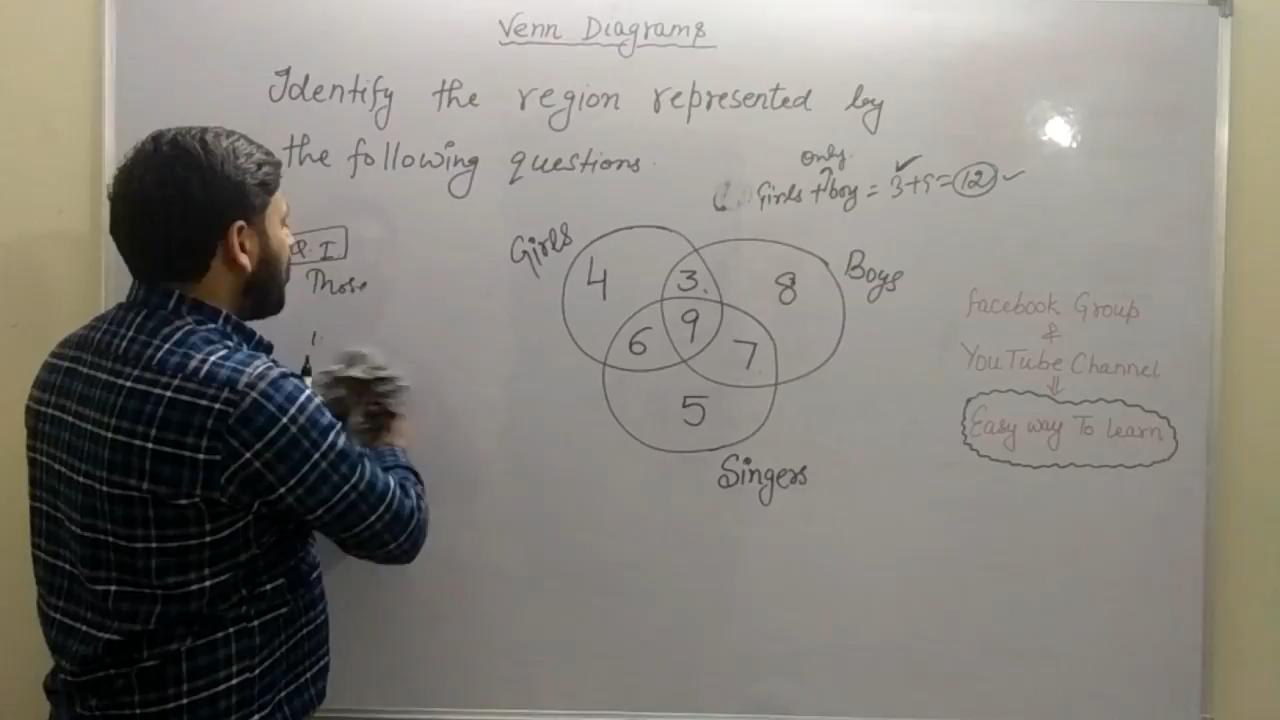 Venn Diagrams
Identify the region represented by
the following questions.
only
Girls + boy = 3+9=12
Q.I
Those
1.
Girls
Boys
4
3.
8
6
9
7
5
Singers
Facebook Group
&
YouTube Channel
⇓
Easy way To Learn